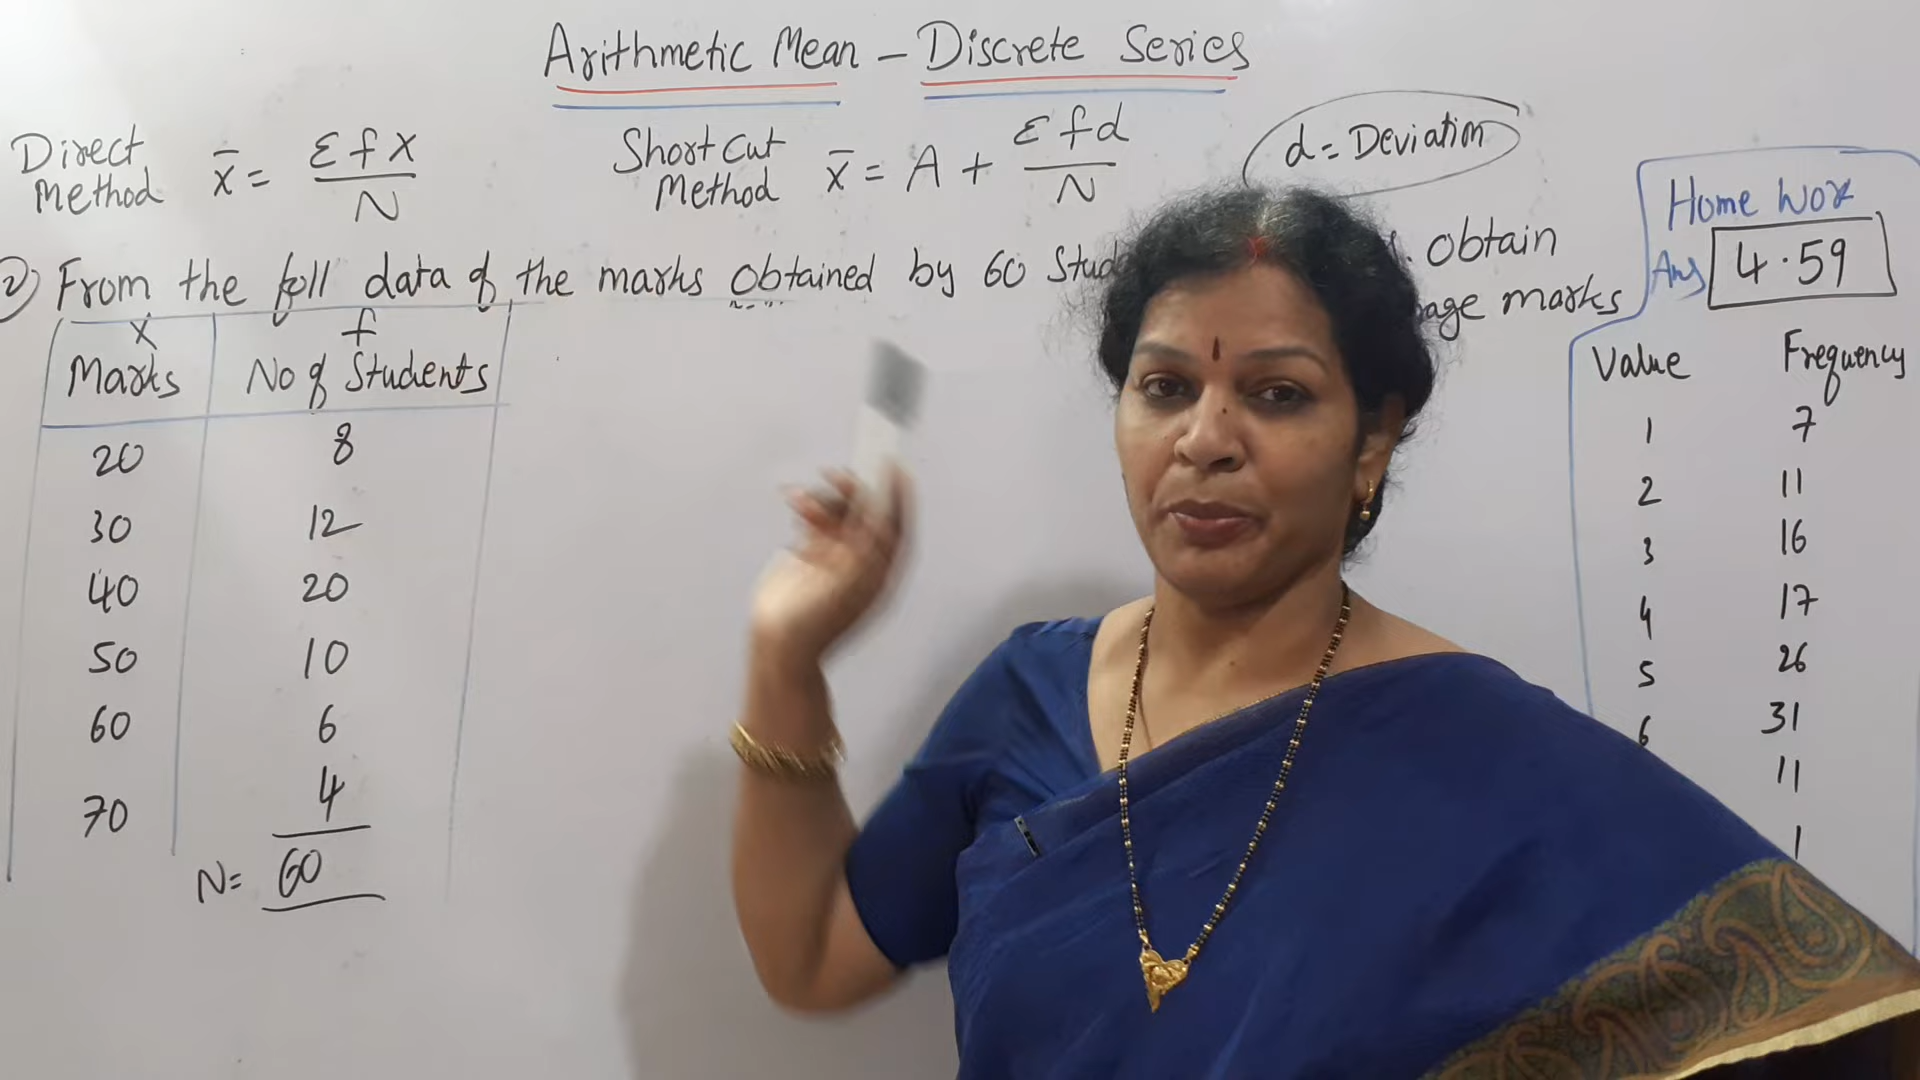 Arithmetic Mean – Discrete Series
Direct Method x̄ = Σfx / N
Short Cut Method x̄ = A + Σfd / N
d = Deviation
2) From the foll data of the marks obtained by 60 Stud obtain
marks
x f
Marks No of Students
20 8
30 12
40 20
50 10
60 6
70 4
N = 60
Home Work
Ans 4.59
Value Frequency
1 7
2 11
3 16
4 17
5 26
6 31
11
1